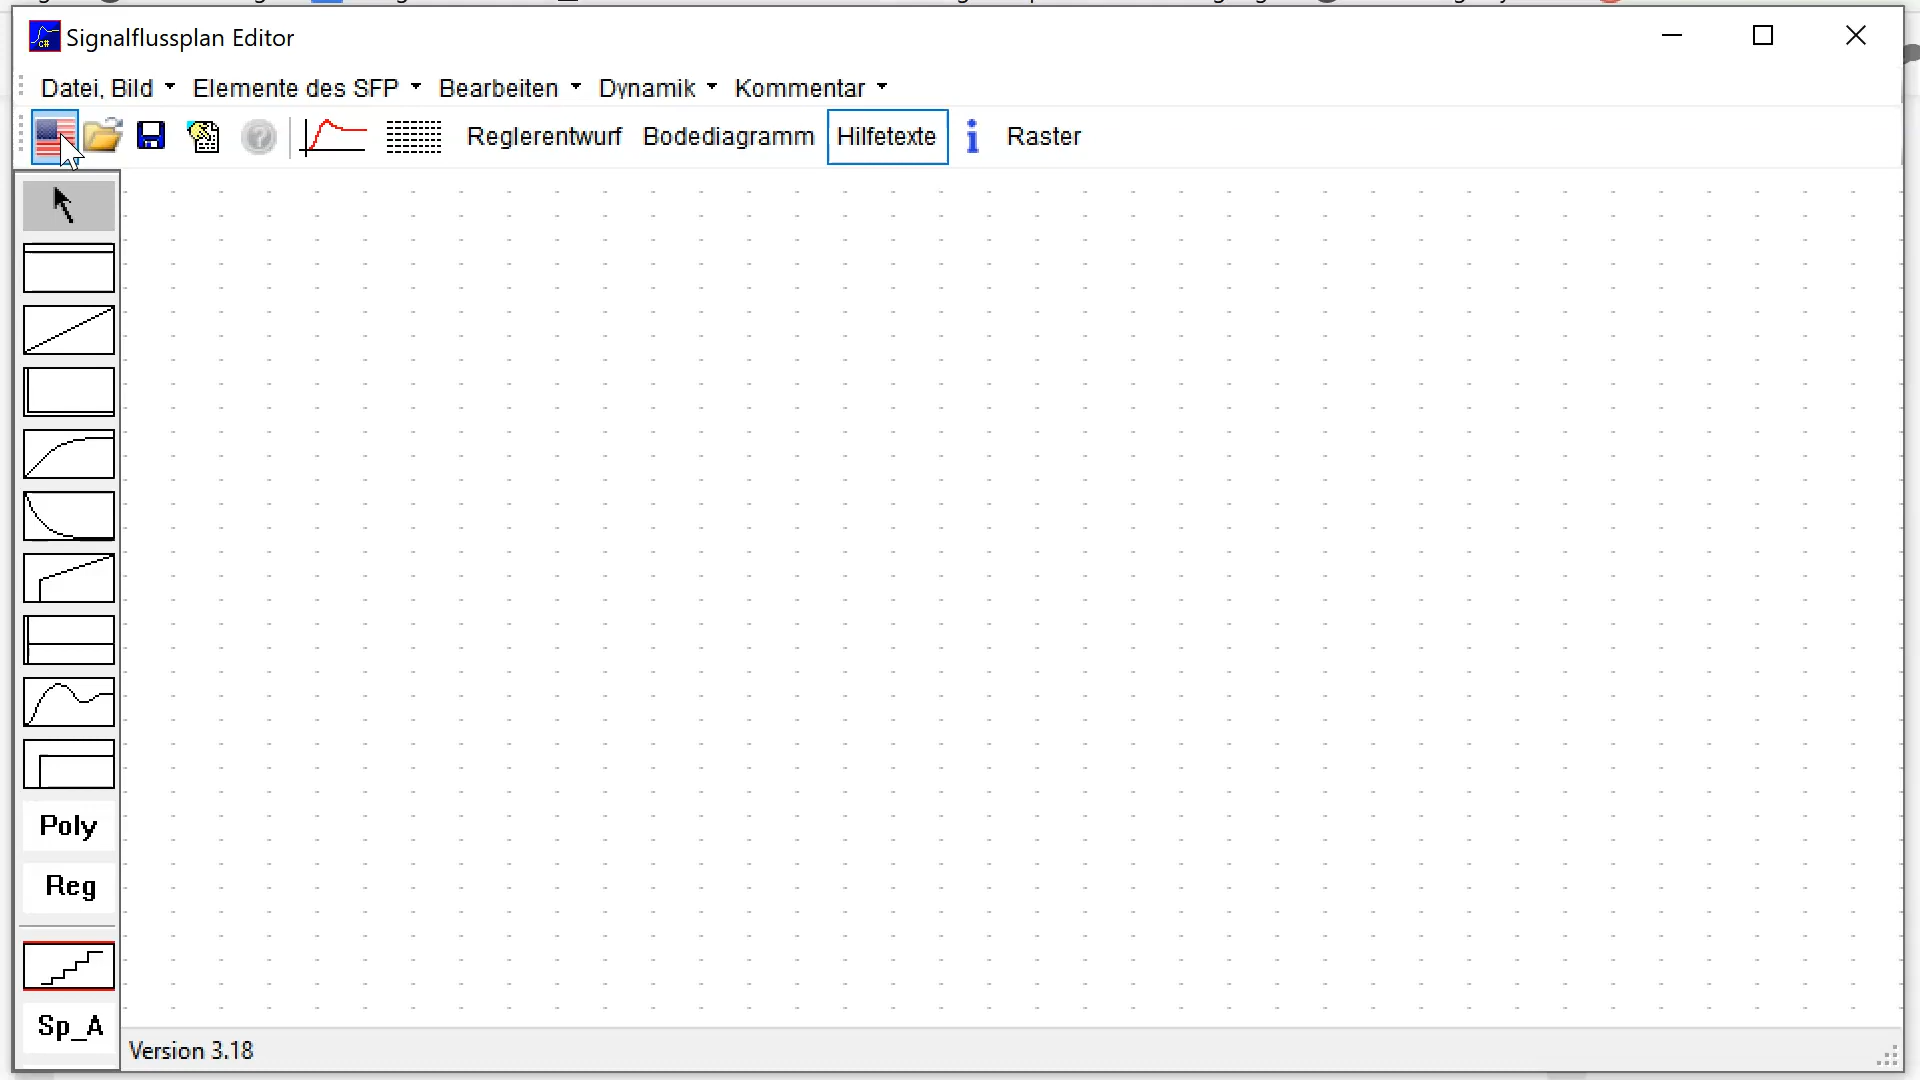 Signalflussplan Editor
Datei, Bild Elemente des SFP Bearbeiten Dynamik Kommentar
Reglerentwurf Bodediagramm Hilfetexte i Raster
Poly
Reg
Sp_A
Version 3.18